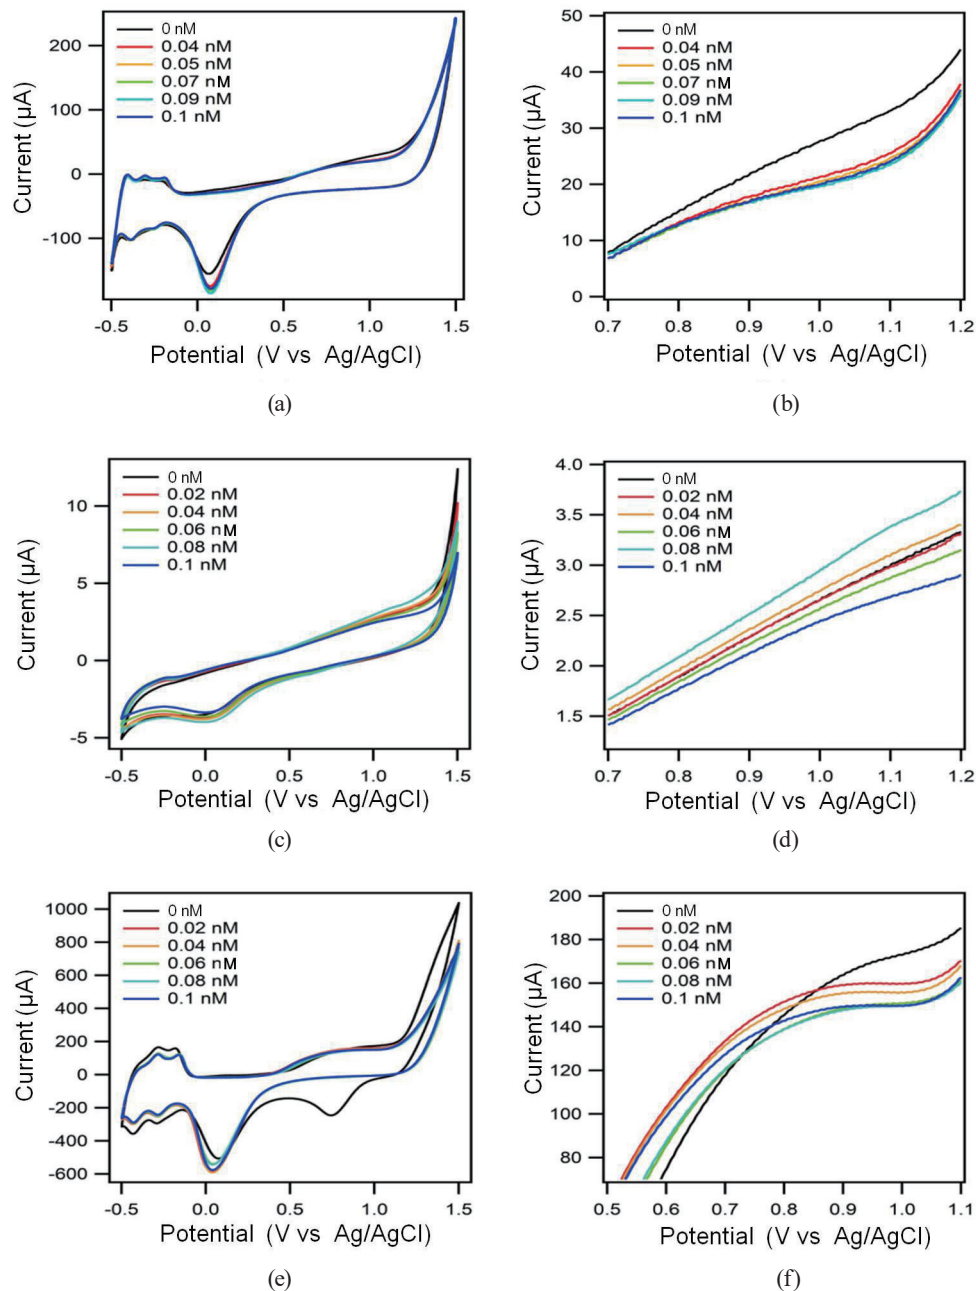 0 nM
0.04 nM
0.05 nM
0.07 nM
0.09 nM
0.1 nM
200
100
0
-100
Current (µA)
-0.5 0.0 0.5 1.0 1.5
Potential (V vs Ag/AgCl)
(a)
0 nM
0.04 nM
0.05 nM
0.07 nM
0.09 nM
0.1 nM
50
40
30
20
10
0
Current (µA)
0.7 0.8 0.9 1.0 1.1 1.2
Potential (V vs Ag/AgCl)
(b)
0 nM
0.02 nM
0.04 nM
0.06 nM
0.08 nM
0.1 nM
10
5
0
-5
Current (µA)
-0.5 0.0 0.5 1.0 1.5
Potential (V vs Ag/AgCl)
(c)
0 nM
0.02 nM
0.04 nM
0.06 nM
0.08 nM
0.1 nM
4.0
3.5
3.0
2.5
2.0
1.5
Current (µA)
0.7 0.8 0.9 1.0 1.1 1.2
Potential (V vs Ag/AgCl)
(d)
0 nM
0.02 nM
0.04 nM
0.06 nM
0.08 nM
0.1 nM
1000
800
600
400
200
0
-200
-400
-600
Current (µA)
-0.5 0.0 0.5 1.0 1.5
Potential (V vs Ag/AgCl)
(e)
0 nM
0.02 nM
0.04 nM
0.06 nM
0.08 nM
0.1 nM
200
180
160
140
120
100
80
Current (µA)
0.5 0.6 0.7 0.8 0.9 1.0 1.1
Potential (V vs Ag/AgCl)
(f)